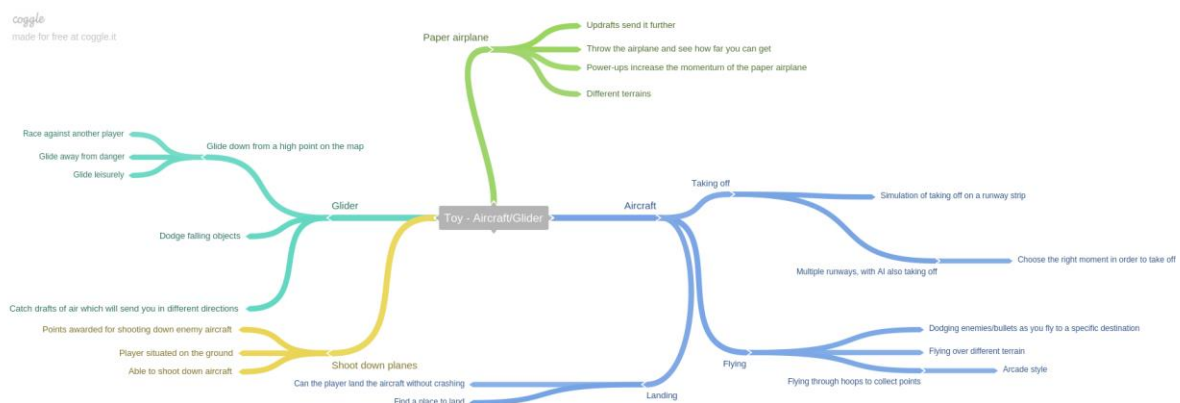 coggle
made for free at coggle.it
Paper airplane
Updrafts send it further
Throw the airplane and see how far you can get
Power-ups increase the momentum of the paper airplane
Different terrains
Race against another player
Glide away from danger
Glide leisurely
Glide down from a high point on the map
Glider
Dodge falling objects
Catch drafts of air which will send you in different directions
Toy - Aircraft/Glider
Points awarded for shooting down enemy aircraft
Player situated on the ground
Able to shoot down aircraft
Shoot down planes
Aircraft
Taking off
Simulation of taking off on a runway strip
Multiple runways, with AI also taking off
Choose the right moment in order to take off
Flying
Dodging enemies/bullets as you fly to a specific destination
Flying over different terrain
Flying through hoops to collect points
Arcade style
Landing
Can the player land the aircraft without crashing
Find a place to land